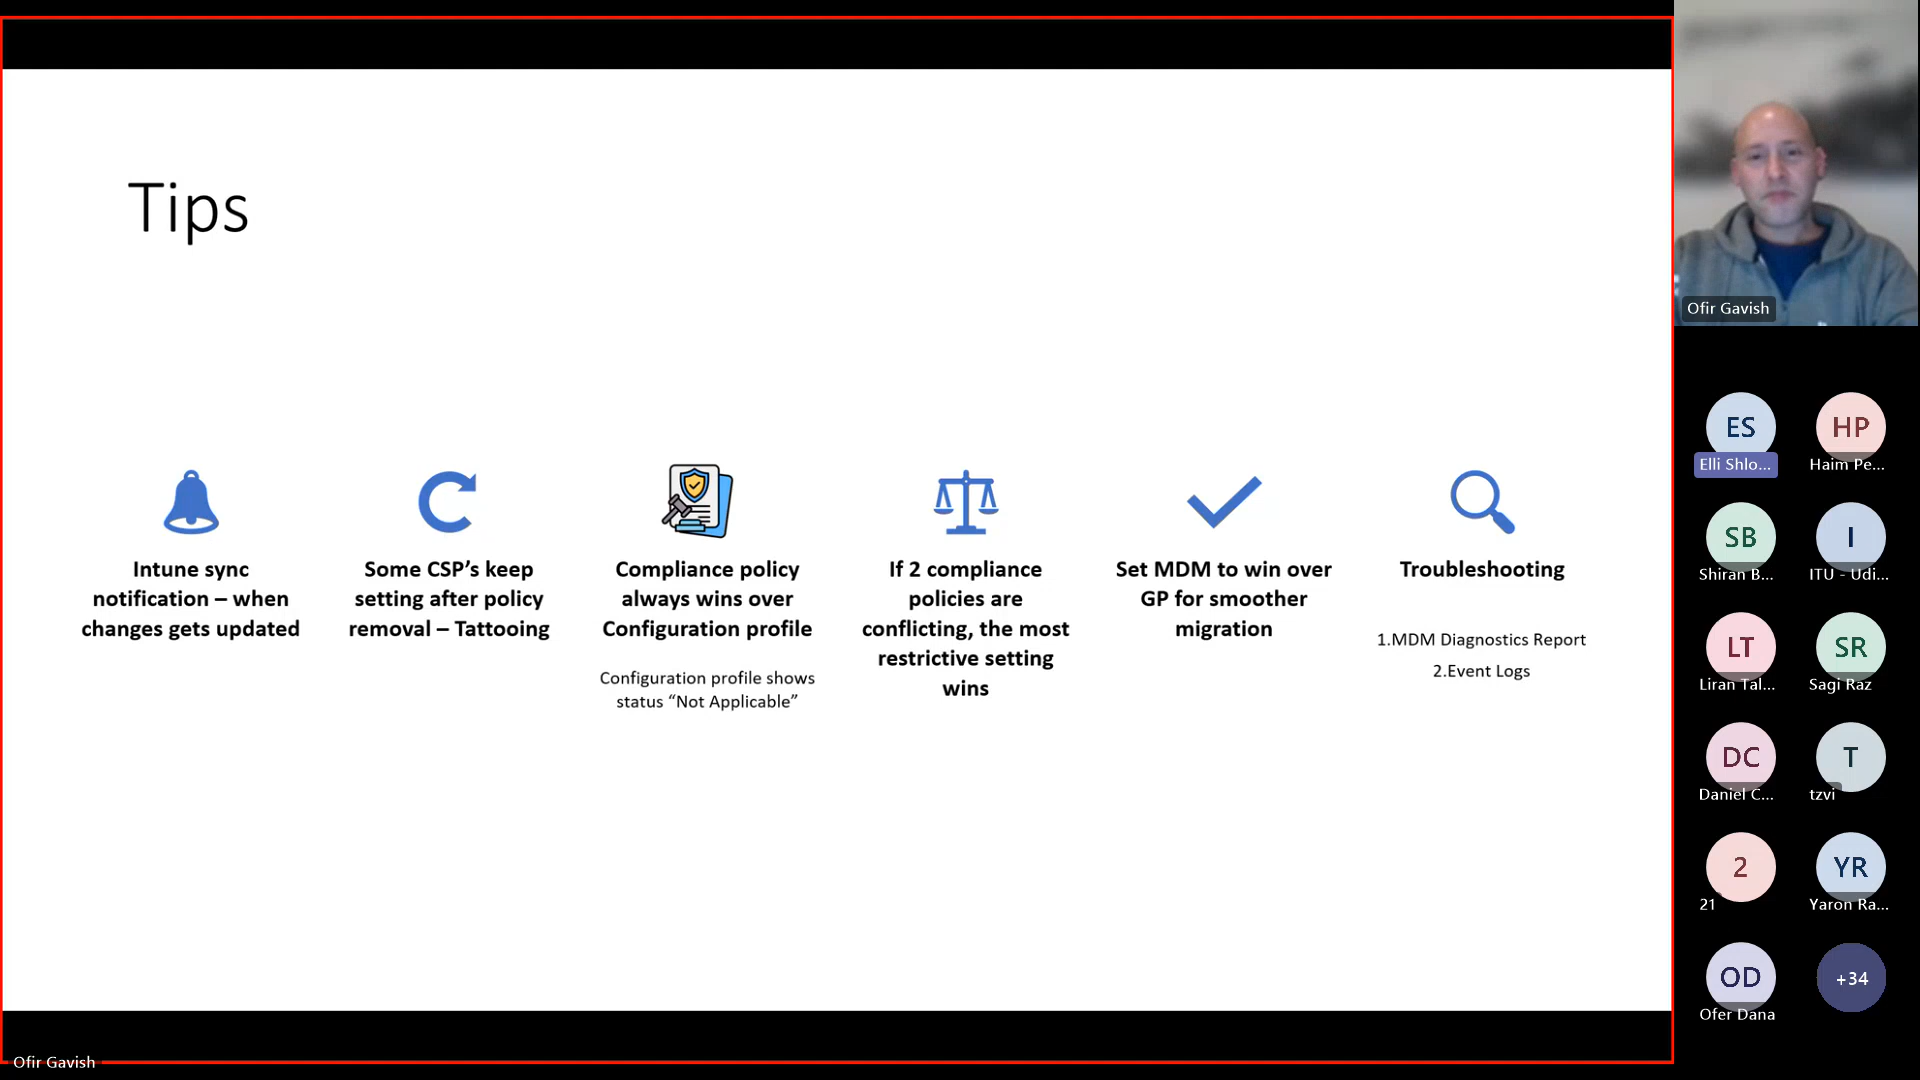 Tips
Intune sync
notification – when
changes gets updated
Some CSP’s keep
setting after policy
removal – Tattooing
Compliance policy
always wins over
Configuration profile
Configuration profile shows
status “Not Applicable”
If 2 compliance
policies are
conflicting, the most
restrictive setting
wins
Set MDM to win over
GP for smoother
migration
Troubleshooting
1.MDM Diagnostics Report
2.Event Logs
Ofir Gavish
Ofir Gavish
ES
Elli Shlo...
HP
Haim Pe...
SB
Shiran B...
I
ITU - Udi...
LT
Liran Tal...
SR
Sagi Raz
DC
Daniel C...
T
tzvi
2
21
YR
Yaron Ra...
OD
Ofer Dana
+34